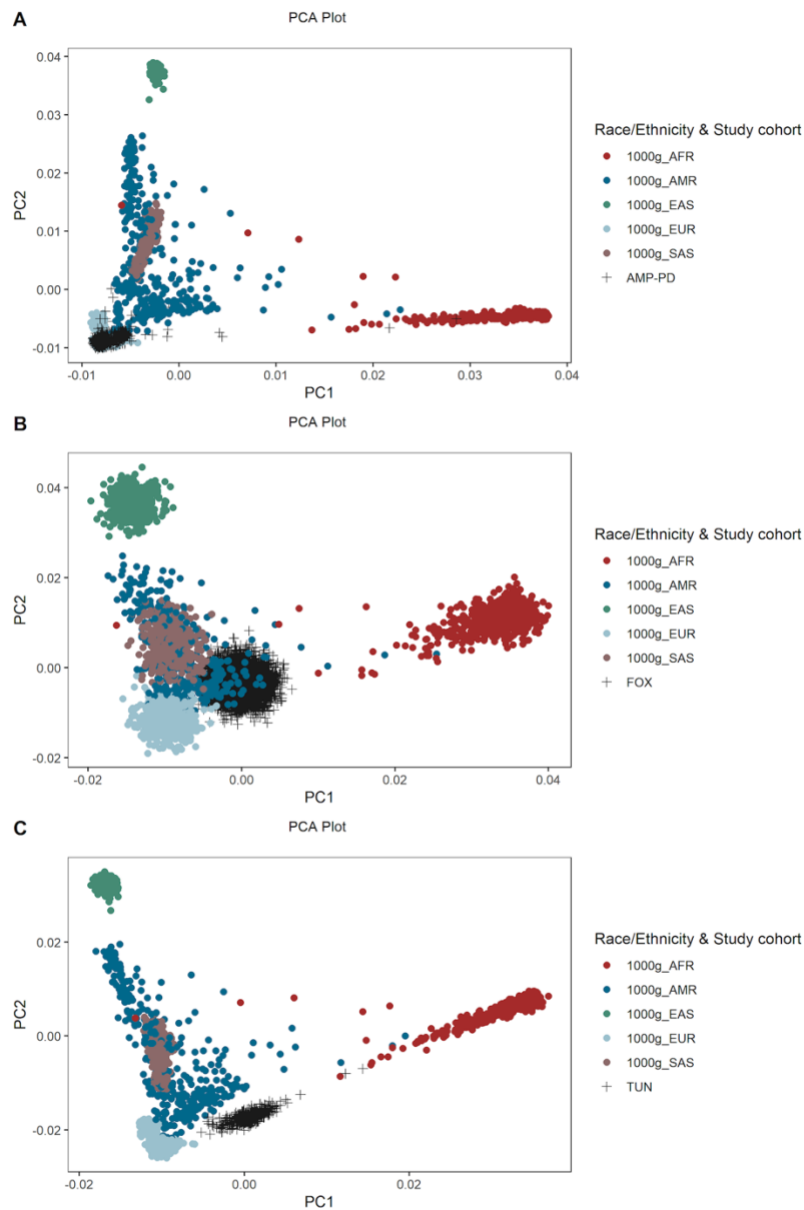 A
PCA Plot
0.04
0.03
0.02
0.01
0.00
-0.01
PC2
-0.01
0.00
0.01
0.02
0.03
0.04
PC1
Race/Ethnicity & Study cohort
1000g_AFR
1000g_AMR
1000g_EAS
1000g_EUR
1000g_SAS
AMP-PD
B
PCA Plot
0.04
0.02
0.00
-0.02
PC2
-0.02
0.00
0.02
0.04
PC1
Race/Ethnicity & Study cohort
1000g_AFR
1000g_AMR
1000g_EAS
1000g_EUR
1000g_SAS
FOX
C
PCA Plot
0.02
0.00
-0.02
PC2
-0.02
0.00
0.02
PC1
Race/Ethnicity & Study cohort
1000g_AFR
1000g_AMR
1000g_EAS
1000g_EUR
1000g_SAS
TUN